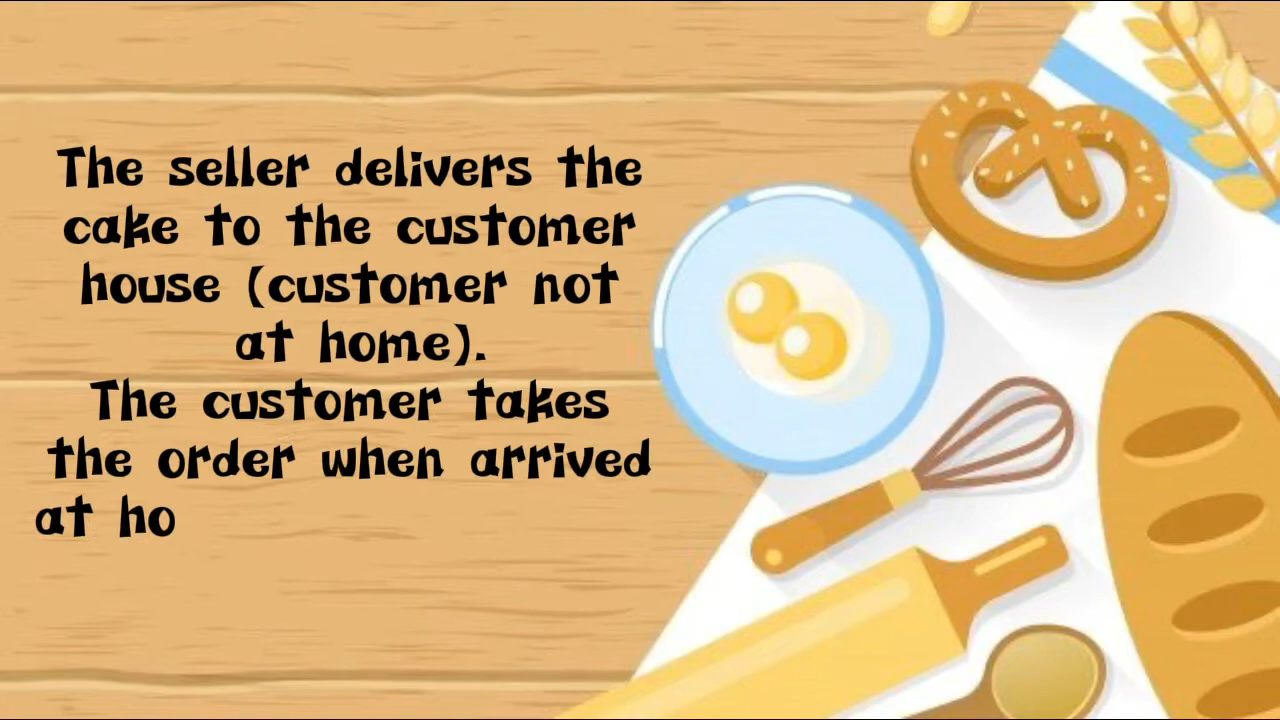 The seller delivers the
cake to the customer
house (customer not
at home).
The customer takes
the order when arrived
at ho